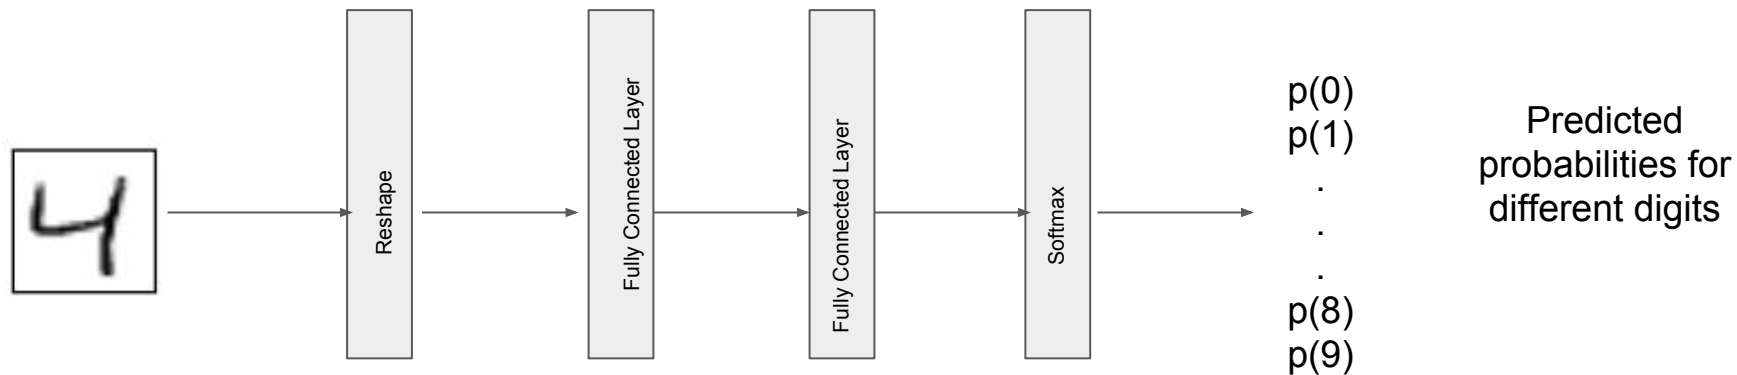 4
Reshape
Fully Connected Layer
Fully Connected Layer
Softmax
p(0)
p(1)
.
.
.
p(8)
p(9)
Predicted
probabilities for
different digits